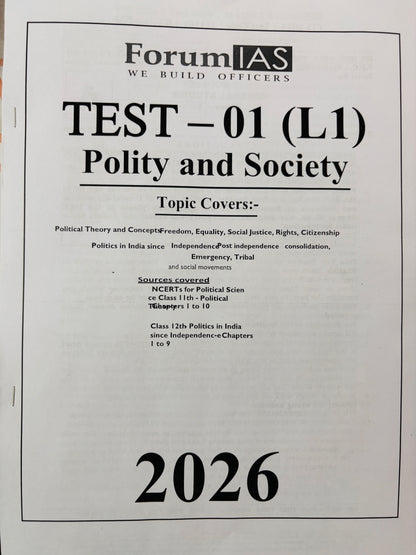 ForumIAS
WE BUILD OFFICERS
TEST – 01 (L1)
Polity and Society
Topic Covers:-
Political Theory and Concepts Freedom, Equality, Social Justice, Rights, Citizenship
Politics in India since Independence Post independence consolidation,
Emergency, Tribal
and social movements
Sources covered
NCERTs for Political Scien
ce Class 11th - Political
Theory Chapters 1 to 10
Class 12th Politics in India
since Independenc-e Chapters
1 to 9
2026